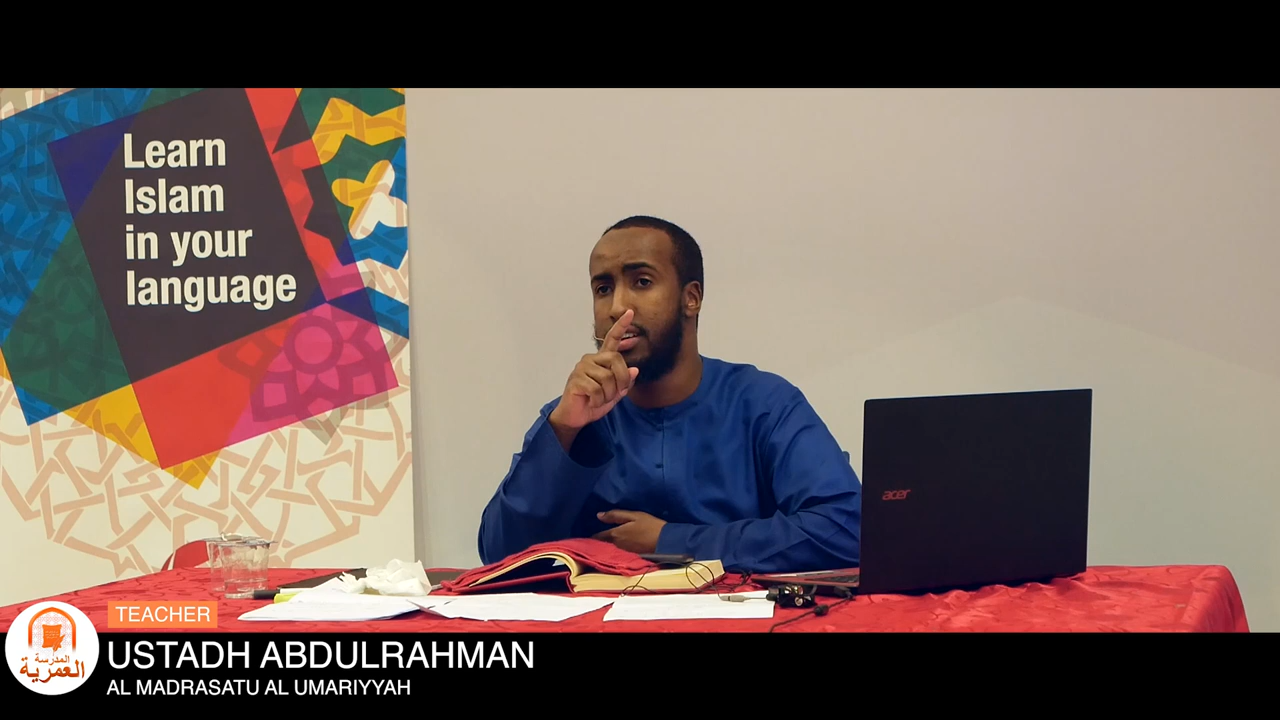 Learn
Islam
in your
language
acer
TEACHER
USTADH ABDULRAHMAN
AL MADRASATU AL UMARIYYAH
المدرسة
العمرية